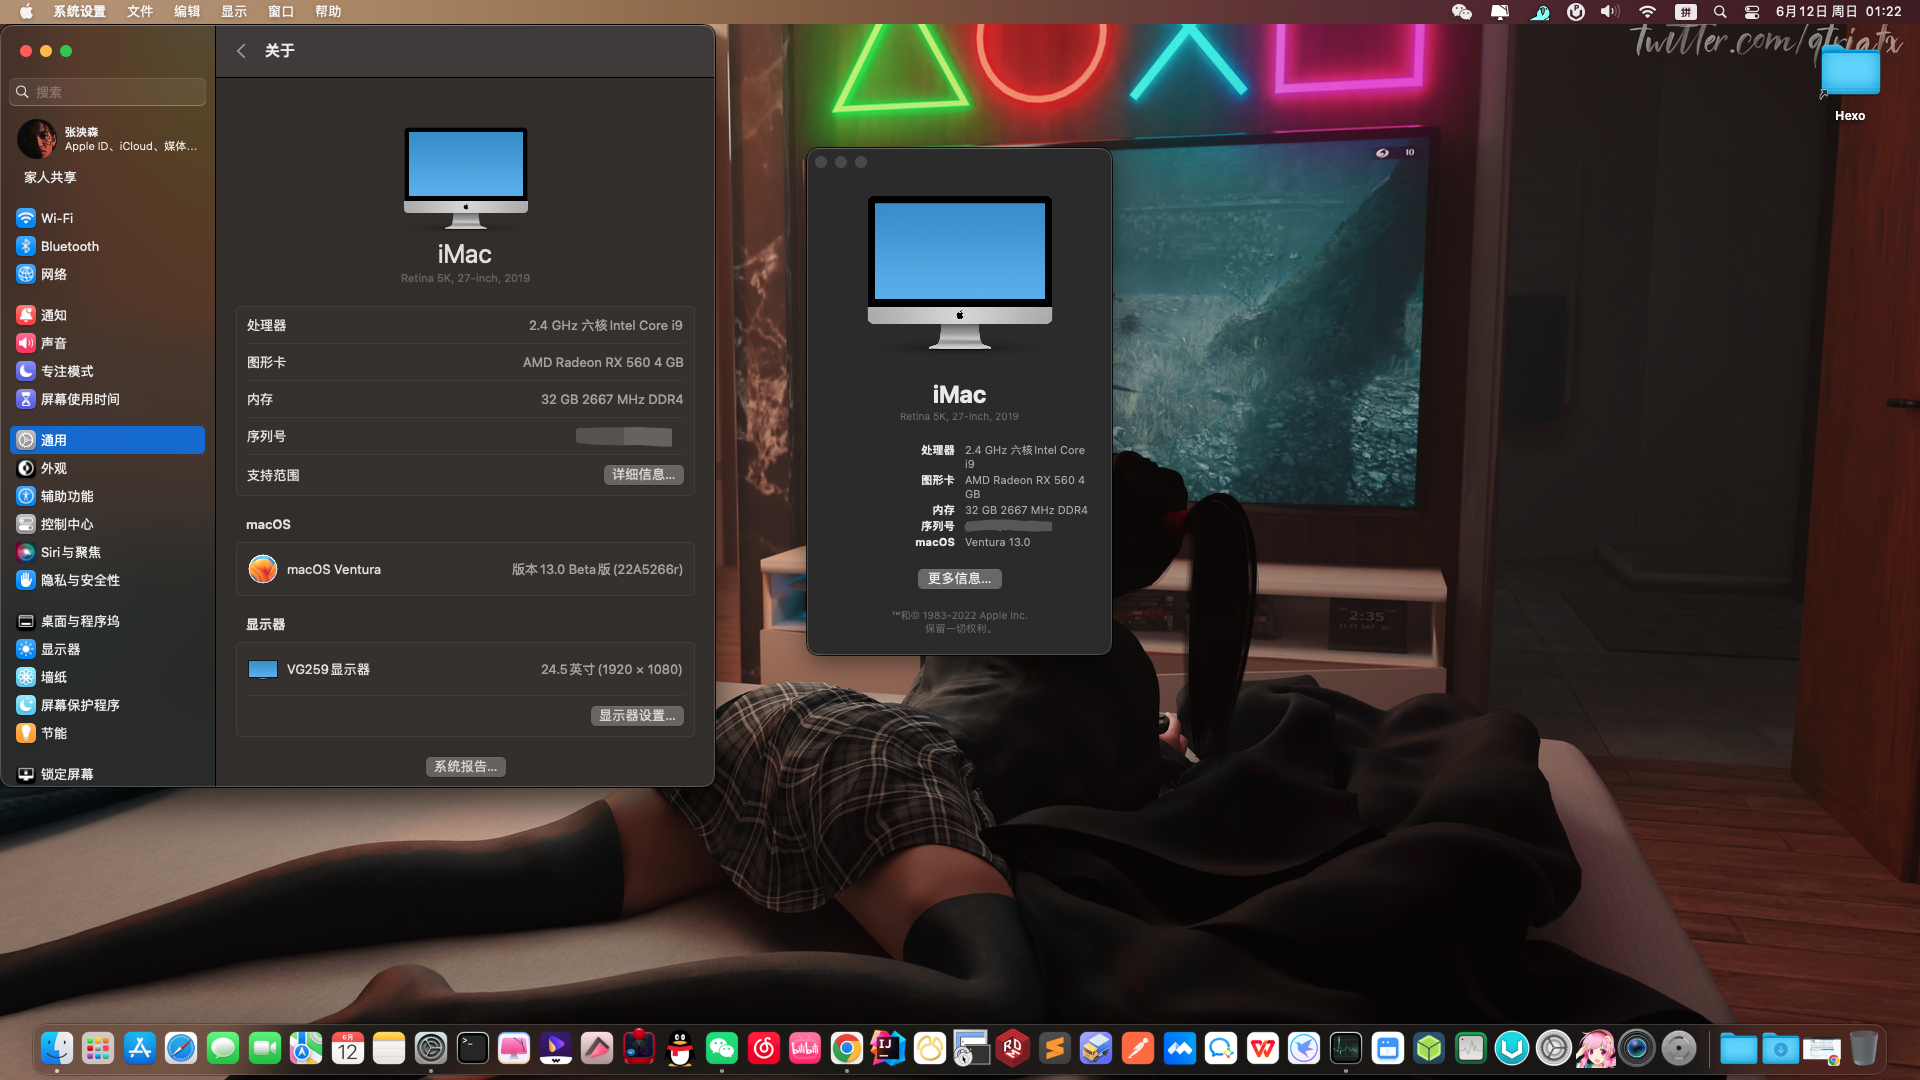 系统设置 文件 编辑 显示 窗口 帮助
拼 6月12日 周日 01:22
twitter.com/qtriatx
Hexo
搜索
张泱森
Apple ID、iCloud、媒体...
家人共享
Wi-Fi
Bluetooth
网络
通知
声音
专注模式
屏幕使用时间
通用
外观
辅助功能
控制中心
Siri与聚焦
隐私与安全性
桌面与程序坞
显示器
墙纸
屏幕保护程序
节能
锁定屏幕
关于
iMac
Retina 5K, 27-inch, 2019
处理器 2.4 GHz 六核Intel Core i9
图形卡 AMD Radeon RX 560 4 GB
内存 32 GB 2667 MHz DDR4
序列号
支持范围 详细信息...
macOS
macOS Ventura 版本13.0 Beta版 (22A5266r)
显示器
VG259显示器 24.5英寸 (1920 × 1080)
显示器设置...
系统报告...
iMac
Retina 5K, 27-inch, 2019
处理器 2.4 GHz 六核Intel Core
i9
图形卡 AMD Radeon RX 560 4
GB
内存 32 GB 2667 MHz DDR4
序列号
macOS Ventura 13.0
更多信息...
™和© 1983-2022 Apple Inc.
保留一切权利。
10
2:35
6月
12
bilibili
IJ